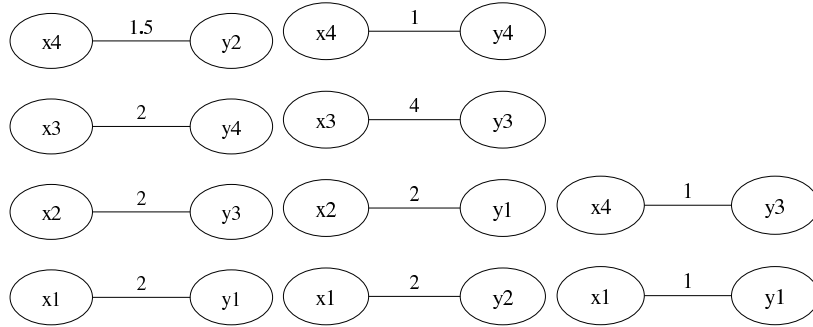 x4 1.5 y2 x4 1 y4
x3 2 y4 x3 4 y3
x2 2 y3 x2 2 y1 x4 1 y3
x1 2 y1 x1 2 y2 x1 1 y1